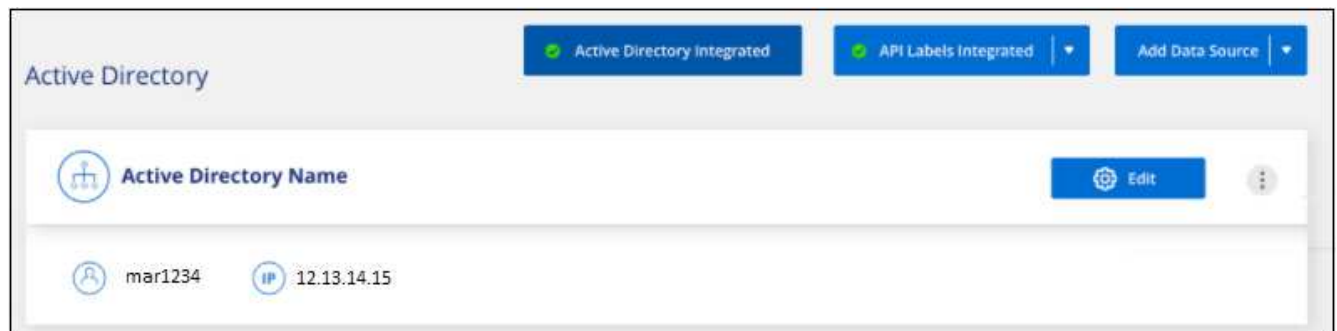 Active Directory Integrated
API Labels Integrated
Add Data Source
Active Directory
Active Directory Name
Edit
mar1234
IP
12.13.14.15